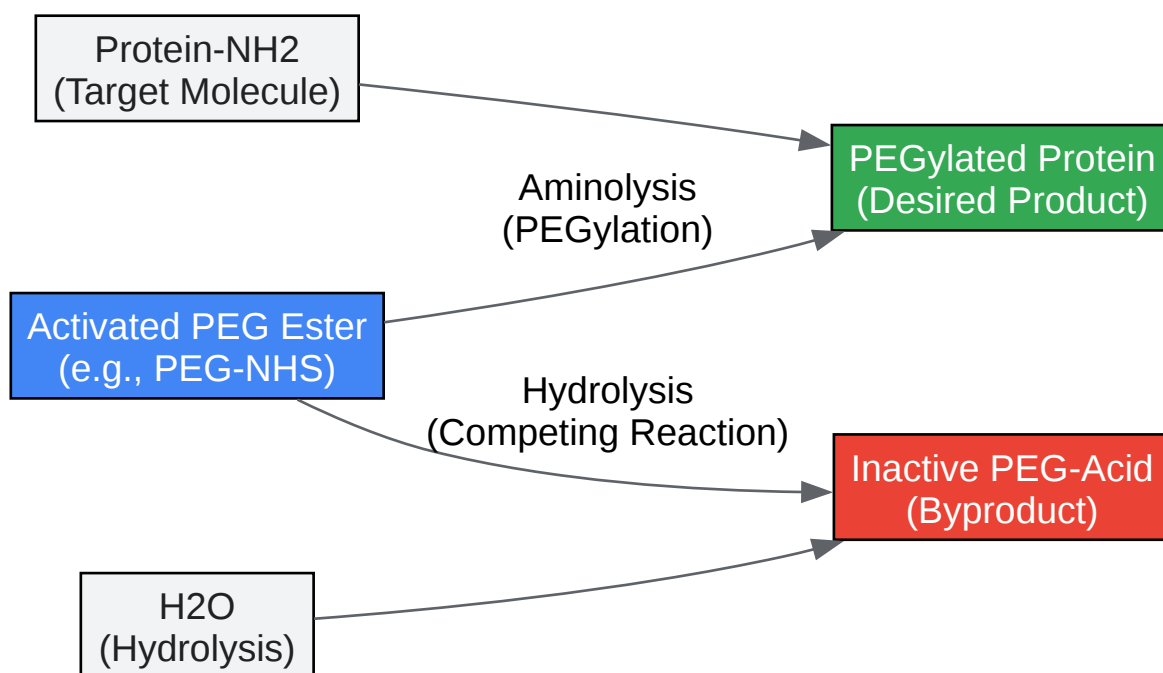 Protein-NH2
(Target Molecule)
PEGylated Protein
(Desired Product)
Aminolysis
(PEGylation)
Activated PEG Ester
(e.g., PEG-NHS)
Hydrolysis
(Competing Reaction)
Inactive PEG-Acid
(Byproduct)
H2O
(Hydrolysis)